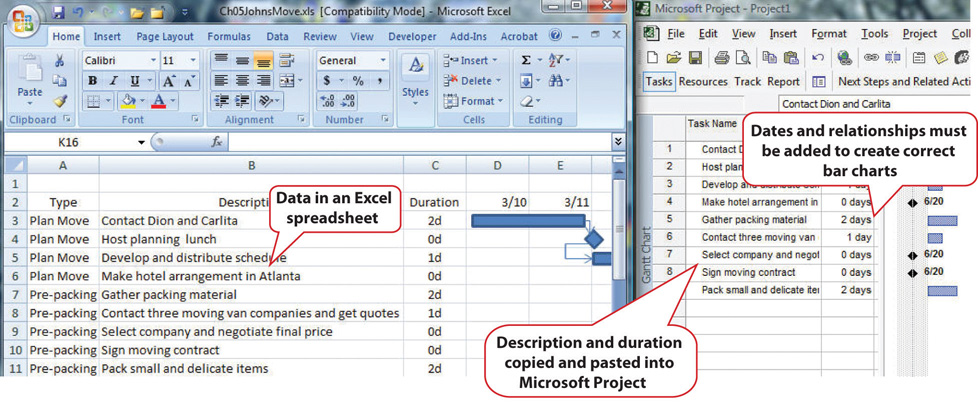 Ch05JohnsMove.xls [Compatibility Mode] - Microsoft Excel
Home Insert Page Layout Formulas Data Review View Developer Add-Ins Acrobat
Calibri 11 General Insert
Paste Styles Delete
B I U A A $ % , Format
Clipboard Font Alignment Number Cells Editing
K16 fx
A B C D E
1
2 Type Descripti Duration 3/10 3/11
3 Plan Move Contact Dion and Carlita 2d
4 Plan Move Host planning lunch 0d
5 Plan Move Develop and distribute schedule 1d
6 Plan Move Make hotel arrangement in Atlanta 0d
7 Pre-packing Gather packing material 2d
8 Pre-packing Contact three moving van companies and get quotes 1d
9 Pre-packing Select company and negotiate final price 0d
10 Pre-packing Sign moving contract 0d
11 Pre-packing Pack small and delicate items 2d
Data in an Excel
spreadsheet
Microsoft Project - Project1
File Edit View Insert Format Tools Project Coll
Tasks Resources Track Report Next Steps and Related Acti
Contact Dion and Carlita
Task Name
1 Contact D
2 Host plan
3 Develop
4 Make hotel arrangement in 0 days 6/20
5 Gather packing material 2 days
6 Contact three moving van 1 day
7 Select company and negot 0 days 6/20
8 Sign moving contract 0 days 6/20
Pack small and delicate iter 2 days
Gantt Chart
Dates and relationships must
be added to create correct
bar charts
Description and duration
copied and pasted into
Microsoft Project